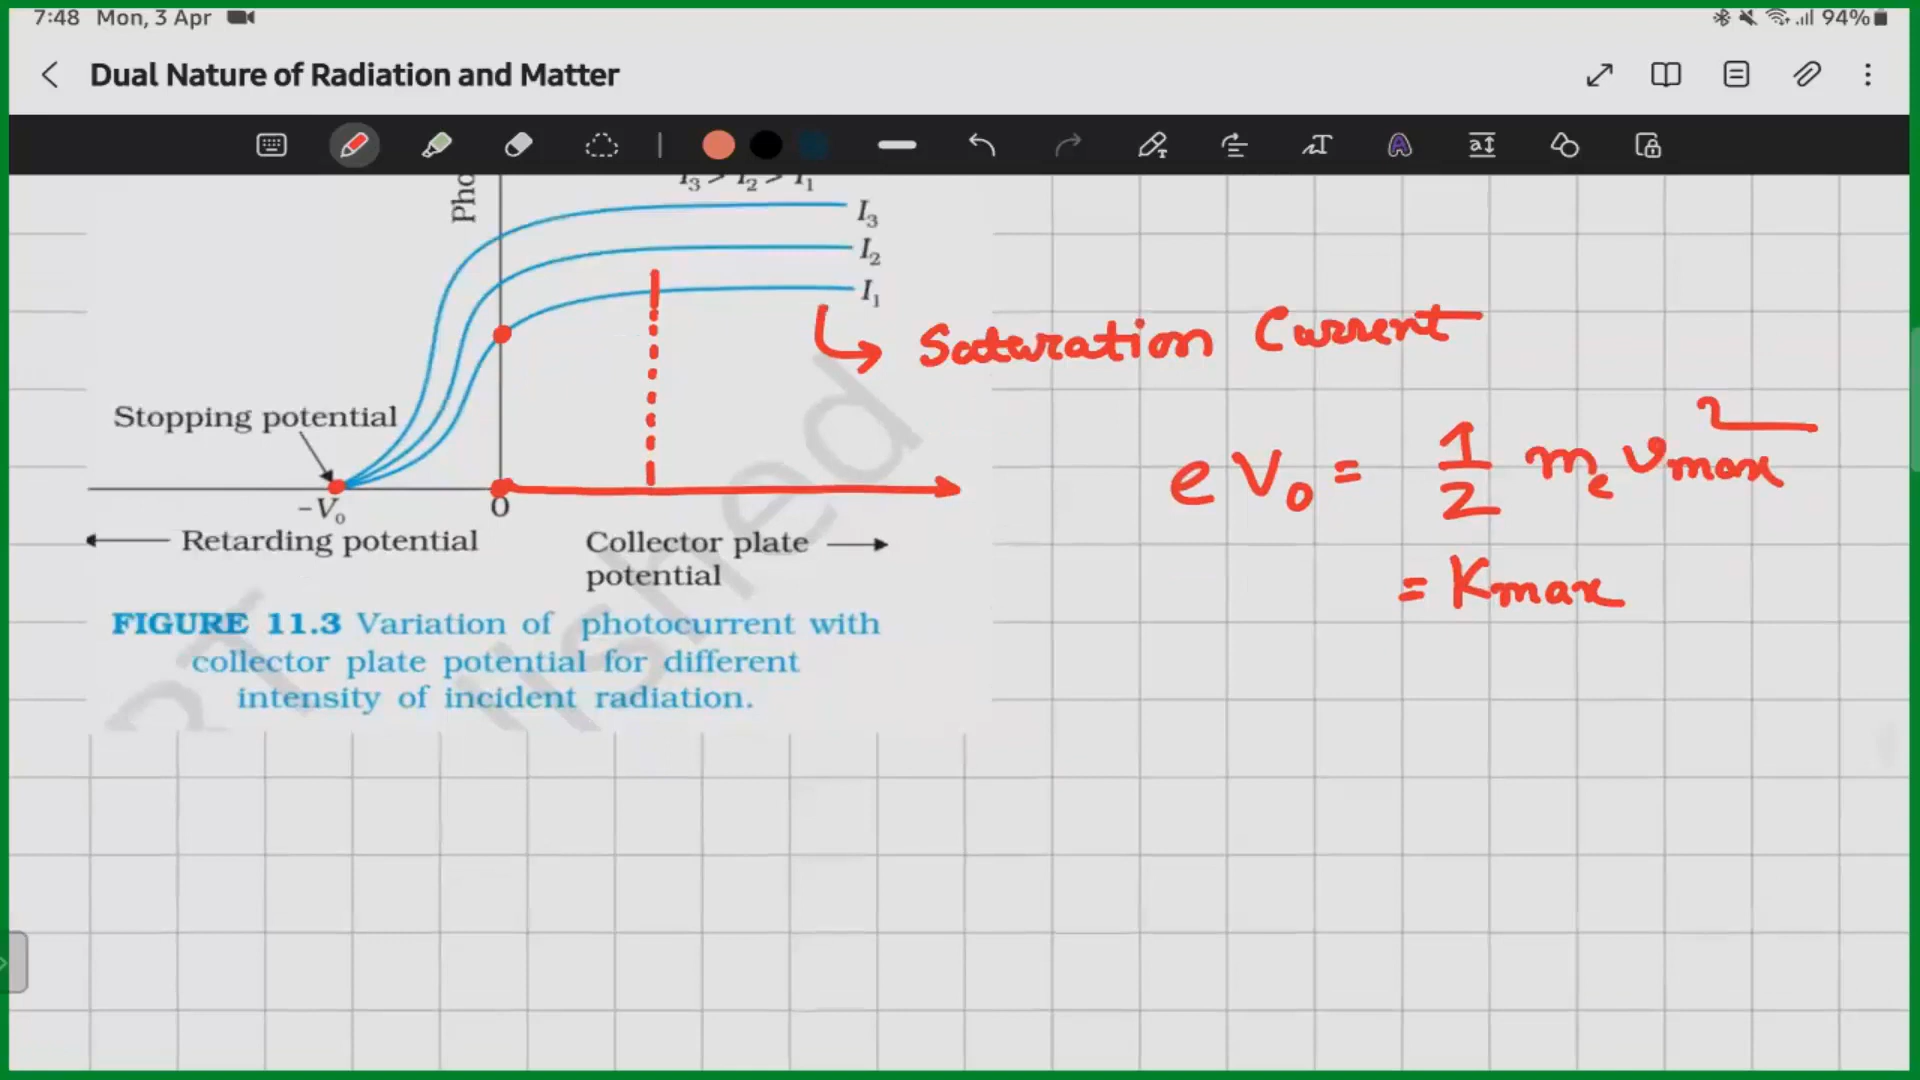 7:48 Mon, 3 Apr
94%
Dual Nature of Radiation and Matter
Pho
I₃ > I₂ > I₁
I₃
I₂
I₁
Saturation Current
Stopping potential
e V₀ = 1/2 mₑ vₘₐₓ²
= Kmax
−V₀
0
Retarding potential
Collector plate
potential
FIGURE 11.3 Variation of photocurrent with
collector plate potential for different
intensity of incident radiation.